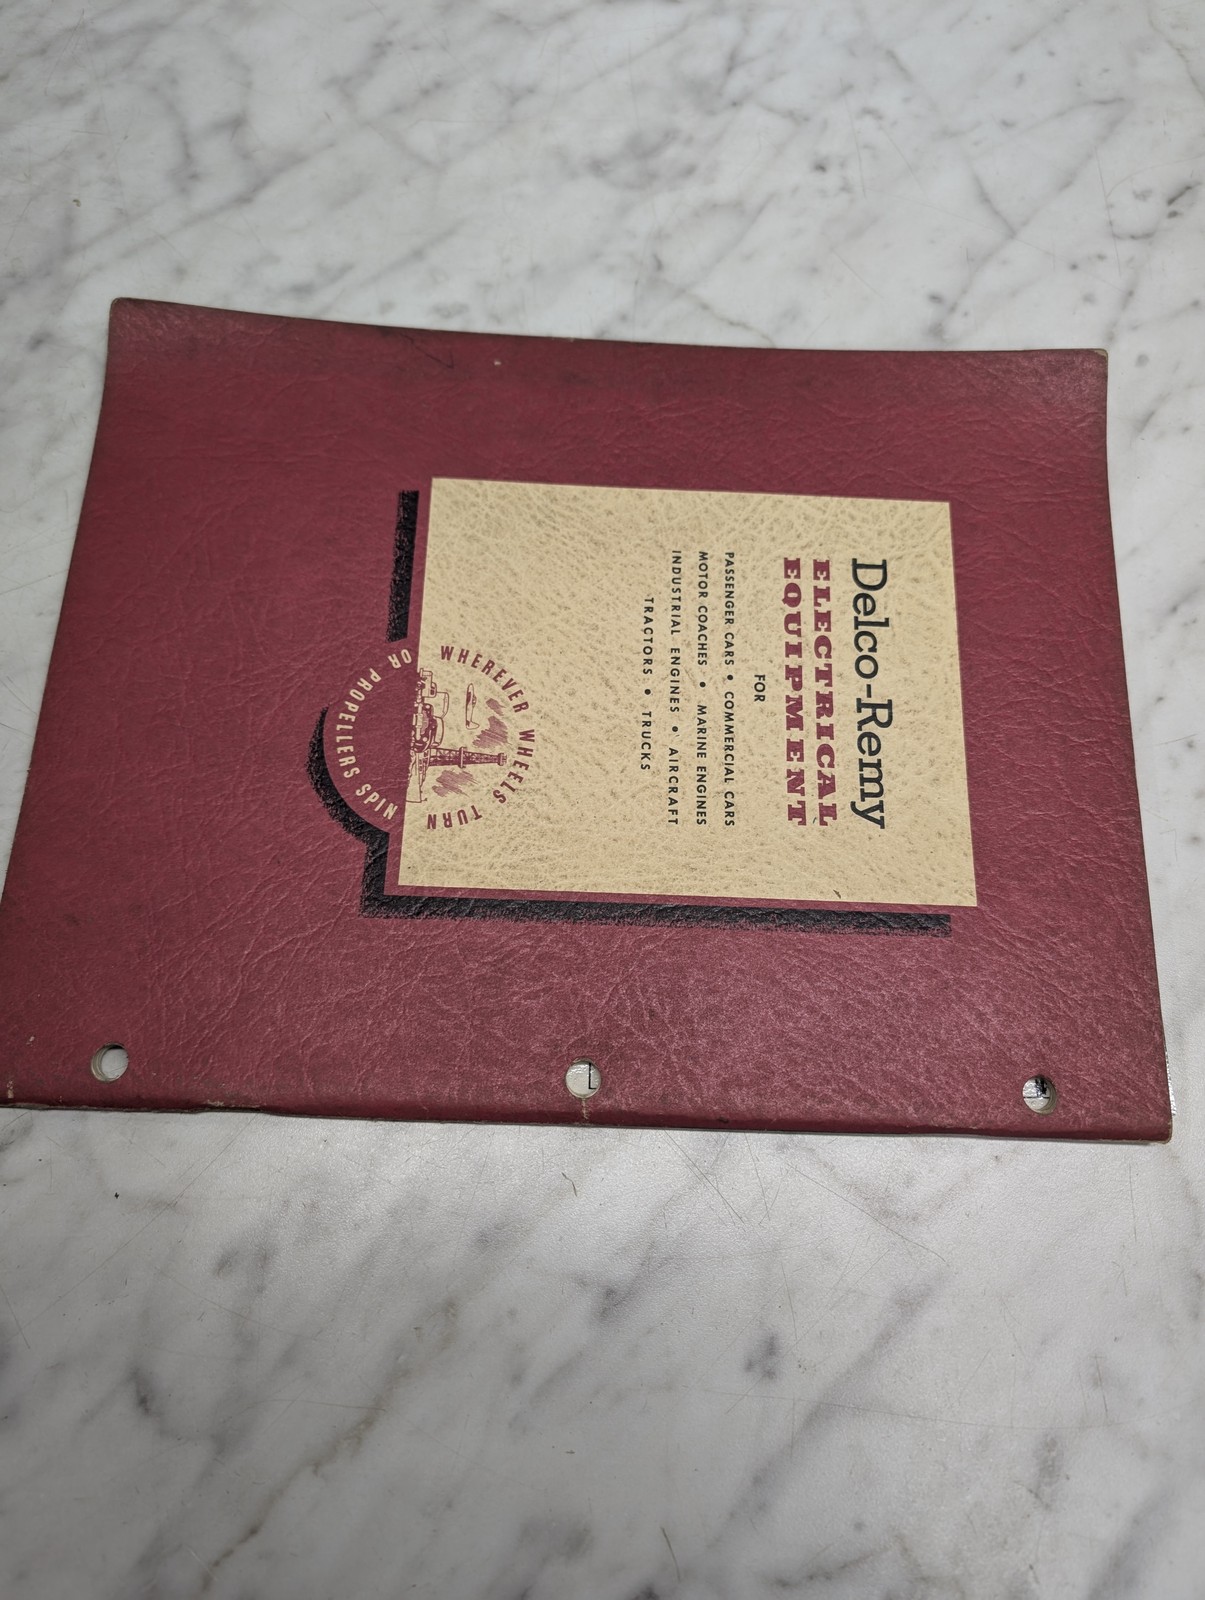 Delco-Remy
ELECTRICAL
EQUIPMENT
FOR
PASSENGER CARS • COMMERCIAL CARS
MOTOR COACHES • MARINE ENGINES
INDUSTRIAL ENGINES • AIRCRAFT
TRACTORS • TRUCKS
WHEREVER WHEELS TURN
OR PROPELLERS SPIN